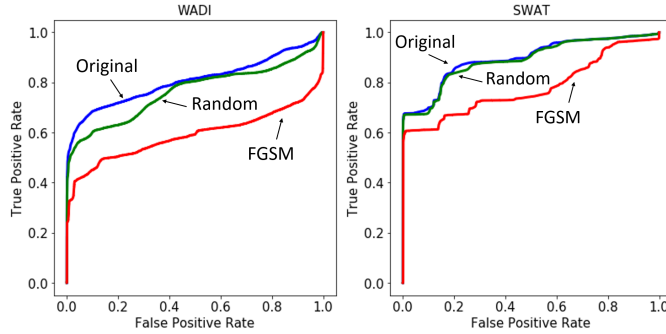 WADI
True Positive Rate
1.0
0.8
0.6
0.4
0.2
0.0
Original
Random
FGSM
0.0 0.2 0.4 0.6 0.8 1.0
False Positive Rate
SWAT
True Positive Rate
1.0
0.8
0.6
0.4
0.2
0.0
Original
Random
FGSM
0.0 0.2 0.4 0.6 0.8 1.0
False Positive Rate